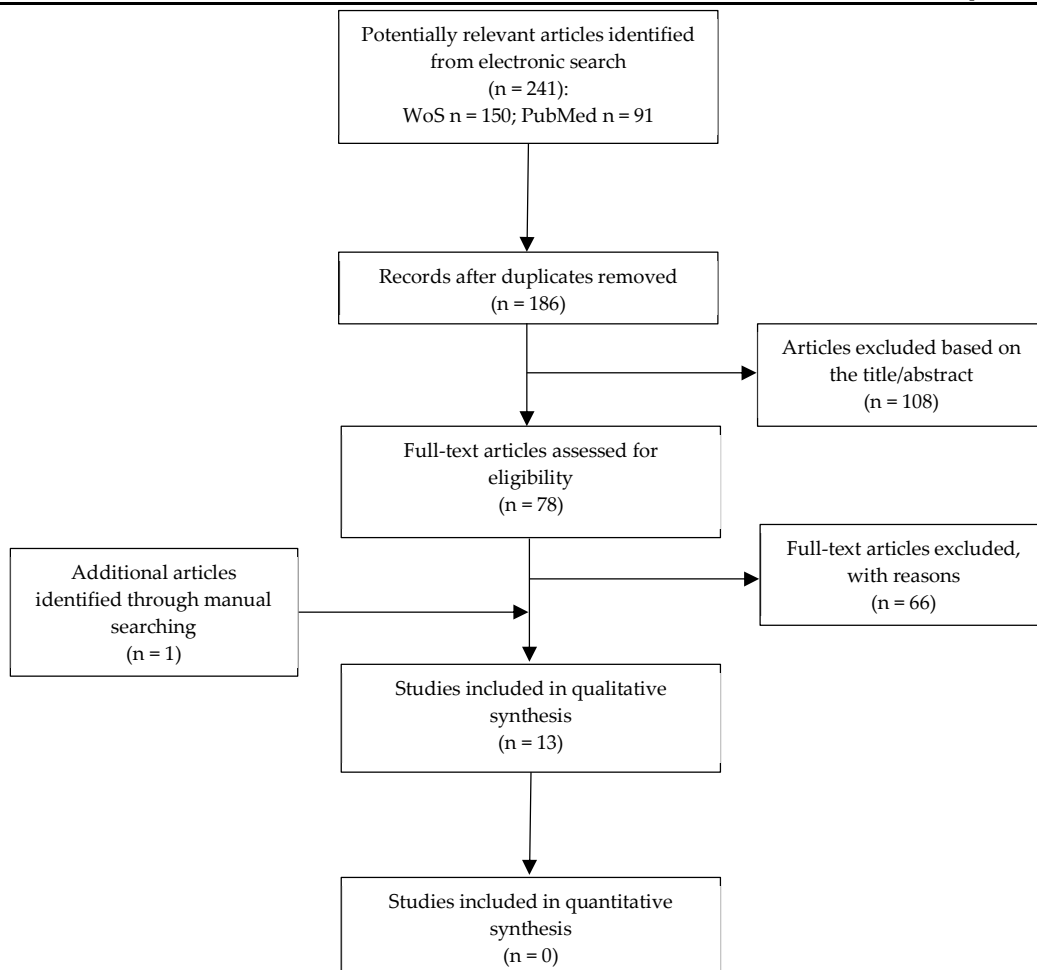 Potentially relevant articles identified
from electronic search
(n = 241):
WoS n = 150; PubMed n = 91
Records after duplicates removed
(n = 186)
Articles excluded based on
the title/abstract
(n = 108)
Full-text articles assessed for
eligibility
(n = 78)
Full-text articles excluded,
with reasons
(n = 66)
Additional articles
identified through manual
searching
(n = 1)
Studies included in qualitative
synthesis
(n = 13)
Studies included in quantitative
synthesis
(n = 0)